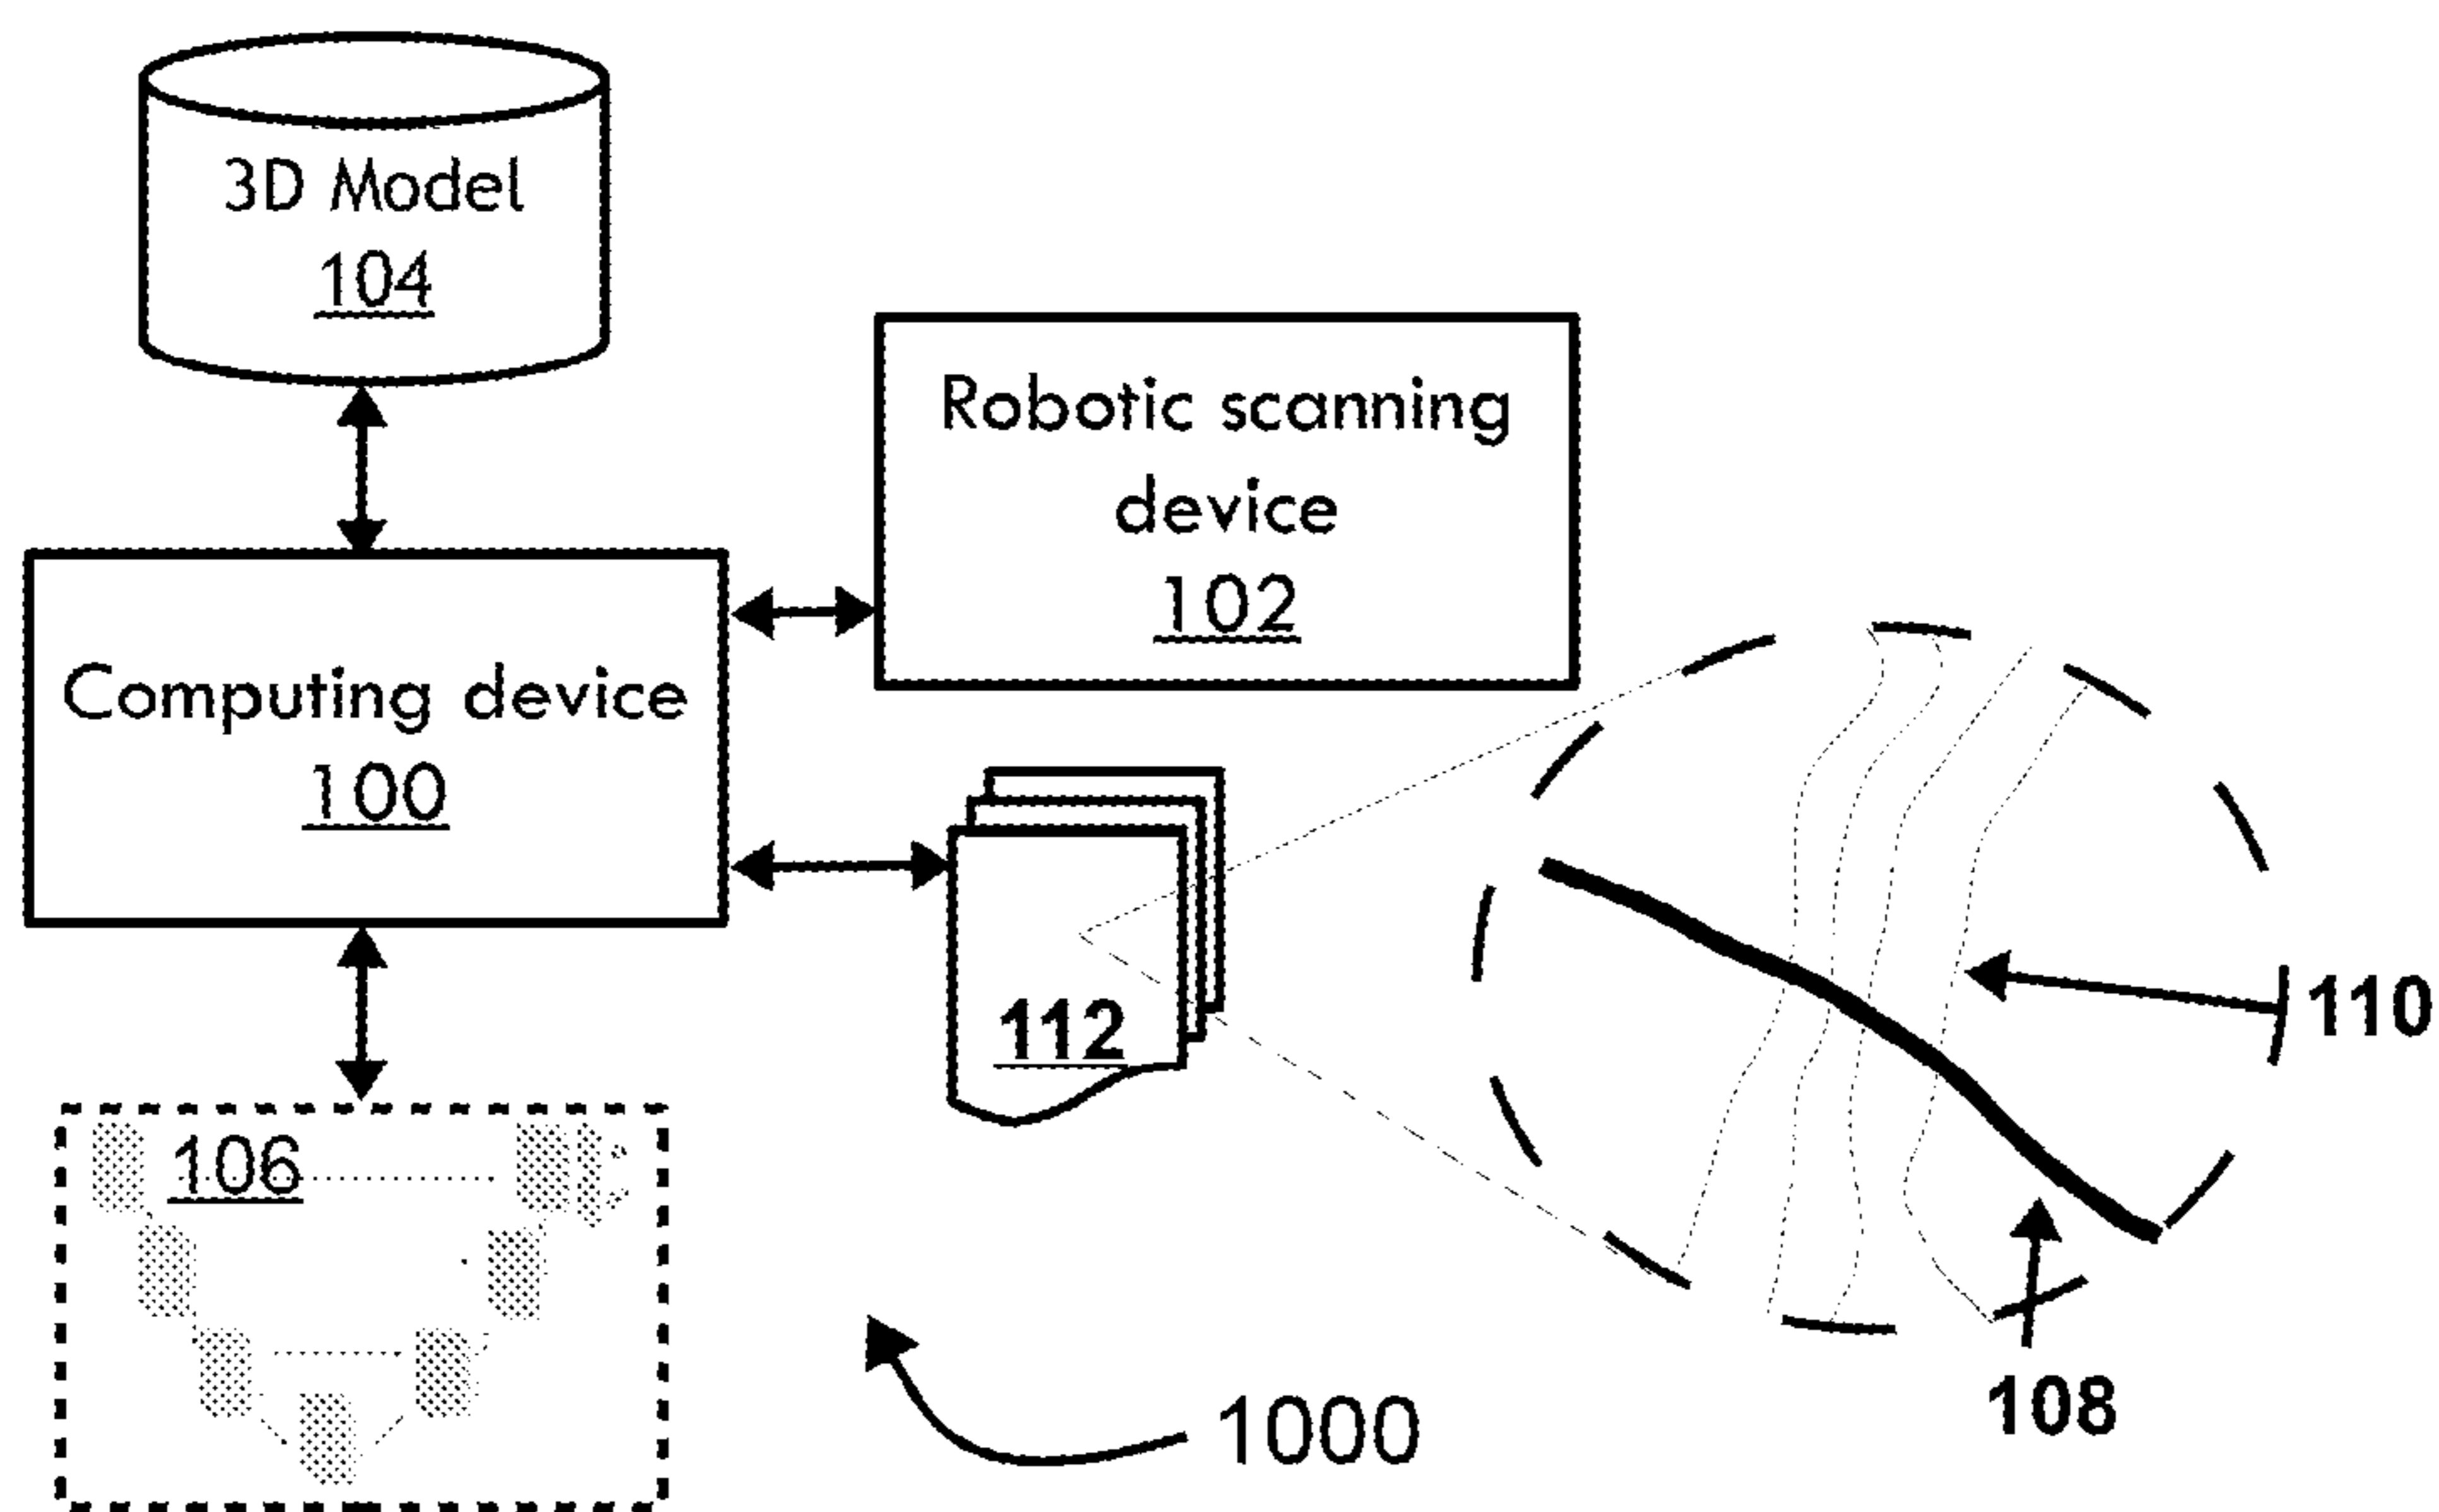 3D Model
104
Robotic scanning
device
102
Computing device
100
112
110
106
108
1000